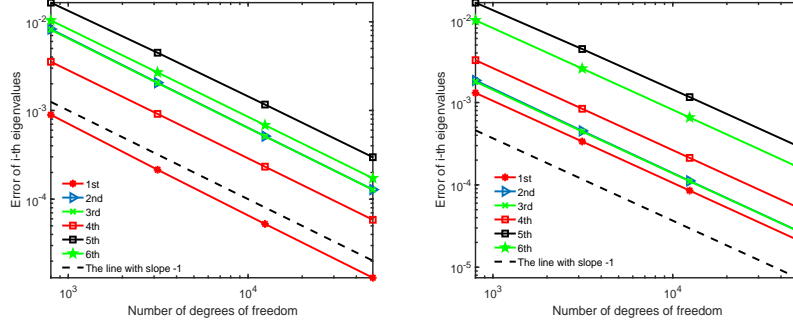 10^-2
10^-3
10^-4
Error of i-th eigenvalues
1st
2nd
3rd
4th
5th
6th
The line with slope -1
10^3
10^4
Number of degrees of freedom
10^-2
10^-3
10^-4
10^-5
Error of i-th eigenvalues
1st
2nd
3rd
4th
5th
6th
The line with slope -1
10^3
10^4
Number of degrees of freedom